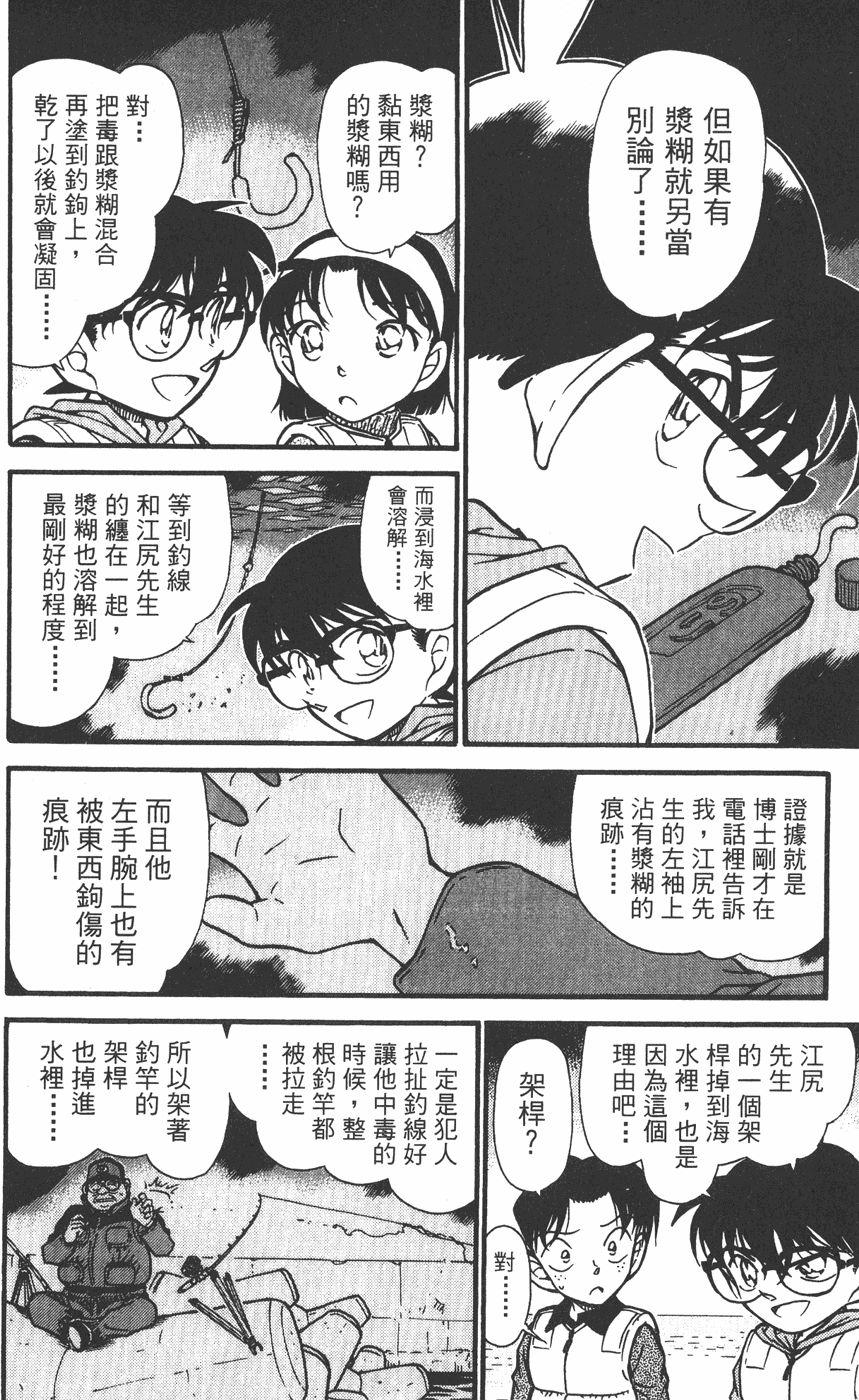 但如果有
漿糊就另當
別論了……
漿糊？
黏東西用
的漿糊嗎？
對…
把毒跟漿糊混合
再塗到釣鉤上，
乾了以後就會凝固……
而浸到海水裡
會溶解……
等到釣線
和江尻先生
的纏在一起，
漿糊也溶解到
最剛好的程度……
證據就是
博士剛才在
電話裡告訴
我，江尻先
生的左袖上
沾有漿糊的
痕跡……
而且他
左手腕上也有
被東西鉤傷的
痕跡！
江尻
先生
的一個架
桿掉到海
水裡，也是
因為這個
理由吧…
架桿？
對……
一定是犯人
拉扯釣線好
讓他中毒的
時候，整
根釣竿都
被拉走
……
所以架著
釣竿的
架桿
也掉進
水裡……